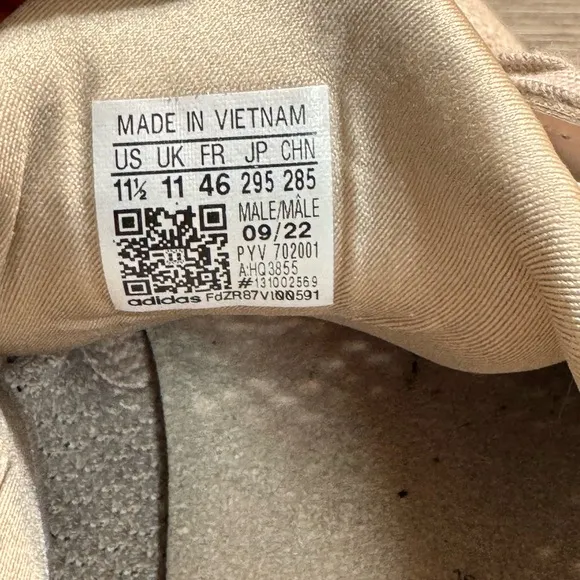 MADE IN VIETNAM
US UK FR JP CHN
11½ 11 46 295 285
MALE/MÂLE
09/22
PYV 702001
A:HQ3855
#131002569
adidas FdZR87VI00591